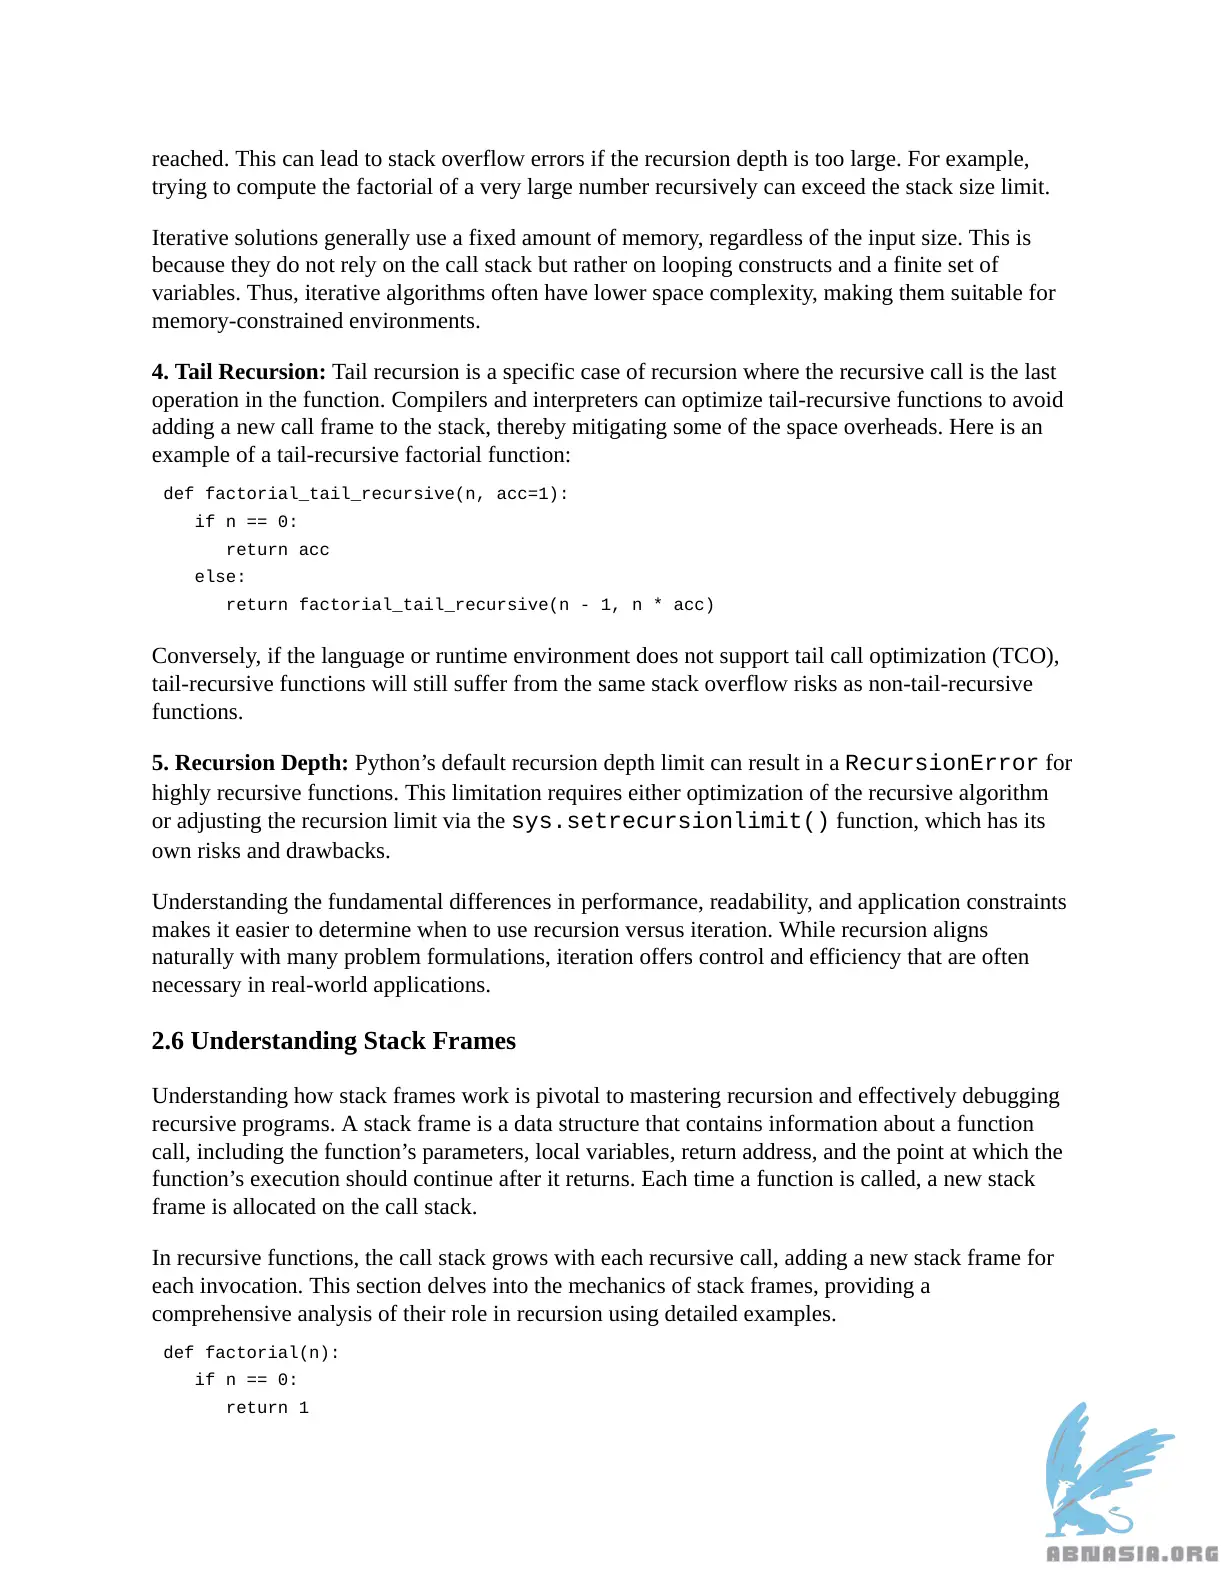 reached. This can lead to stack overflow errors if the recursion depth is too large. For example,
trying to compute the factorial of a very large number recursively can exceed the stack size limit.
Iterative solutions generally use a fixed amount of memory, regardless of the input size. This is
because they do not rely on the call stack but rather on looping constructs and a finite set of
variables. Thus, iterative algorithms often have lower space complexity, making them suitable for
memory-constrained environments.
4. Tail Recursion: Tail recursion is a specific case of recursion where the recursive call is the last
operation in the function. Compilers and interpreters can optimize tail-recursive functions to avoid
adding a new call frame to the stack, thereby mitigating some of the space overheads. Here is an
example of a tail-recursive factorial function:
def factorial_tail_recursive(n, acc=1):
   if n == 0:
      return acc
   else:
      return factorial_tail_recursive(n - 1, n * acc)
Conversely, if the language or runtime environment does not support tail call optimization (TCO),
tail-recursive functions will still suffer from the same stack overflow risks as non-tail-recursive
functions.
5. Recursion Depth: Python’s default recursion depth limit can result in a RecursionError for
highly recursive functions. This limitation requires either optimization of the recursive algorithm
or adjusting the recursion limit via the sys.setrecursionlimit() function, which has its
own risks and drawbacks.
Understanding the fundamental differences in performance, readability, and application constraints
makes it easier to determine when to use recursion versus iteration. While recursion aligns
naturally with many problem formulations, iteration offers control and efficiency that are often
necessary in real-world applications.
2.6 Understanding Stack Frames
Understanding how stack frames work is pivotal to mastering recursion and effectively debugging
recursive programs. A stack frame is a data structure that contains information about a function
call, including the function’s parameters, local variables, return address, and the point at which the
function’s execution should continue after it returns. Each time a function is called, a new stack
frame is allocated on the call stack.
In recursive functions, the call stack grows with each recursive call, adding a new stack frame for
each invocation. This section delves into the mechanics of stack frames, providing a
comprehensive analysis of their role in recursion using detailed examples.
def factorial(n):
   if n == 0:
      return 1
ABNASIA.ORG